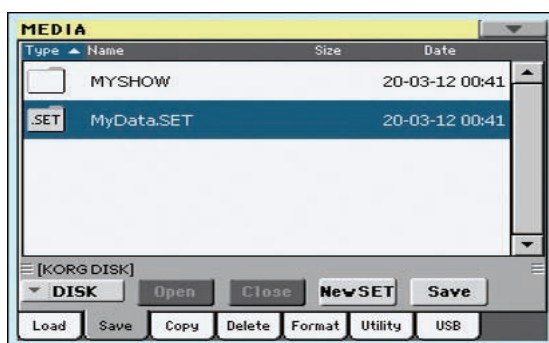 MEDIA
Type Name Size Date
MYSHOW 20-03-12 00:41
.SET MyData.SET 20-03-12 00:41
[KORG DISK]
DISK Open Close NewSET Save
Load Save Copy Delete Format Utility USB